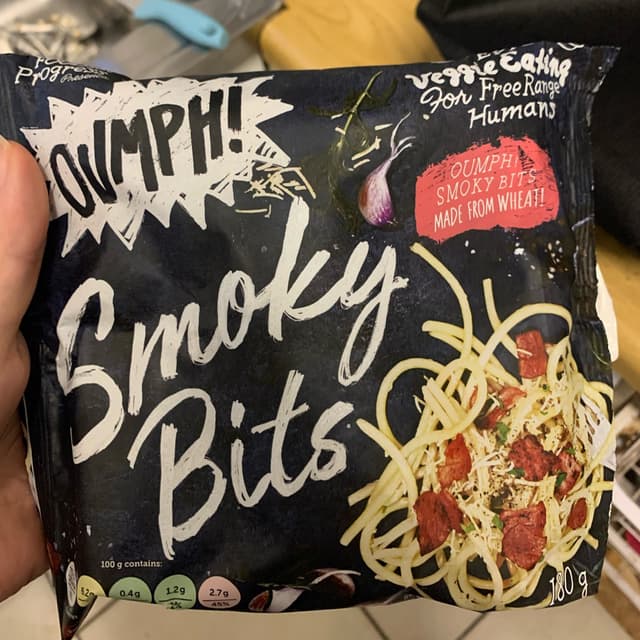 OUMPH!
Veggie Eating
For Free Range
Humans
OUMPH!
SMOKY BITS
MADE FROM WHEAT!
Smoky
Bits
100 g contains:
0.4g 1.2g 2.7g
45%
180 g